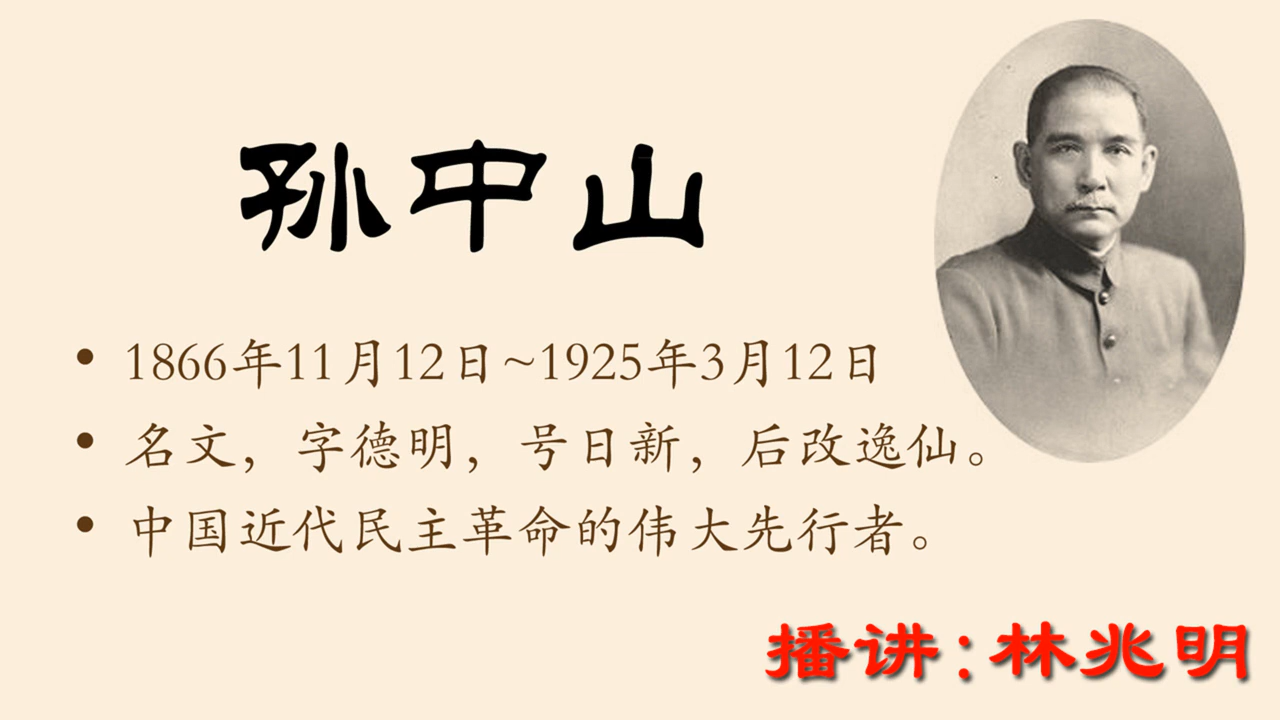 孙中山
• 1866年11月12日~1925年3月12日
• 名文，字德明，号日新，后改逸仙。
• 中国近代民主革命的伟大先行者。
播讲:林兆明